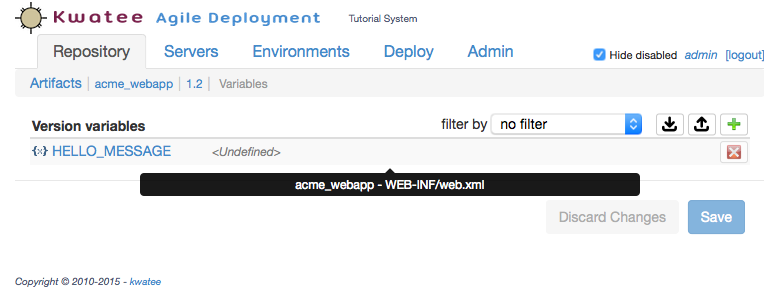 Kwatee Agile Deployment Tutorial System
Repository Servers Environments Deploy Admin Hide disabled admin [logout]
Artifacts | acme_webapp | 1.2 | Variables
Version variables filter by no filter
{x} HELLO_MESSAGE <Undefined>
acme_webapp - WEB-INF/web.xml
Discard Changes Save
Copyright © 2010-2015 - kwatee